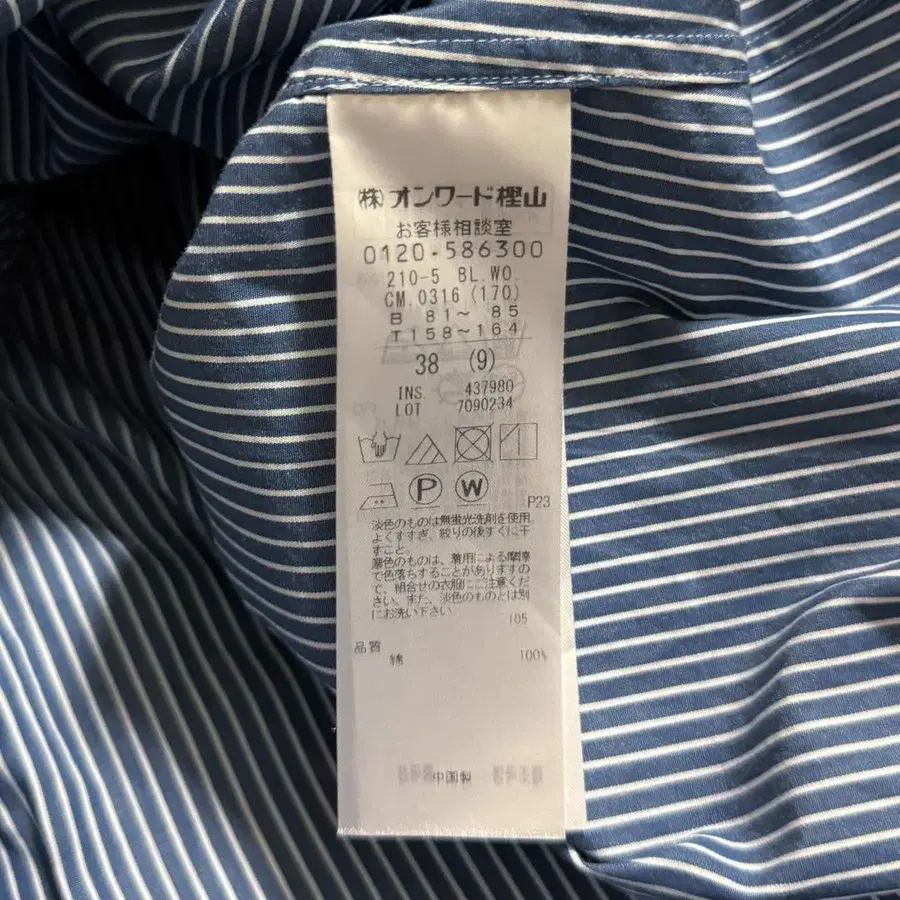 ㈱オンワード樫山
お客様相談室
0120-586300
210-5 BL.WO.
CM.0316 (170)
B 81～ 85
T158～164
38 (9)
INS. 437980
LOT 7090234
P W
P23
淡色のものは無蛍光洗剤を使用。
よくすすぎ、絞りの後すぐに干
すこと。
濃色のものは、着用による摩擦
で色落ちすることがありますの
で、組合せの衣服にご注意くだ
さい。また、淡色のものとは別
にお洗い下さい。
105
品質
綿 100%
中国製